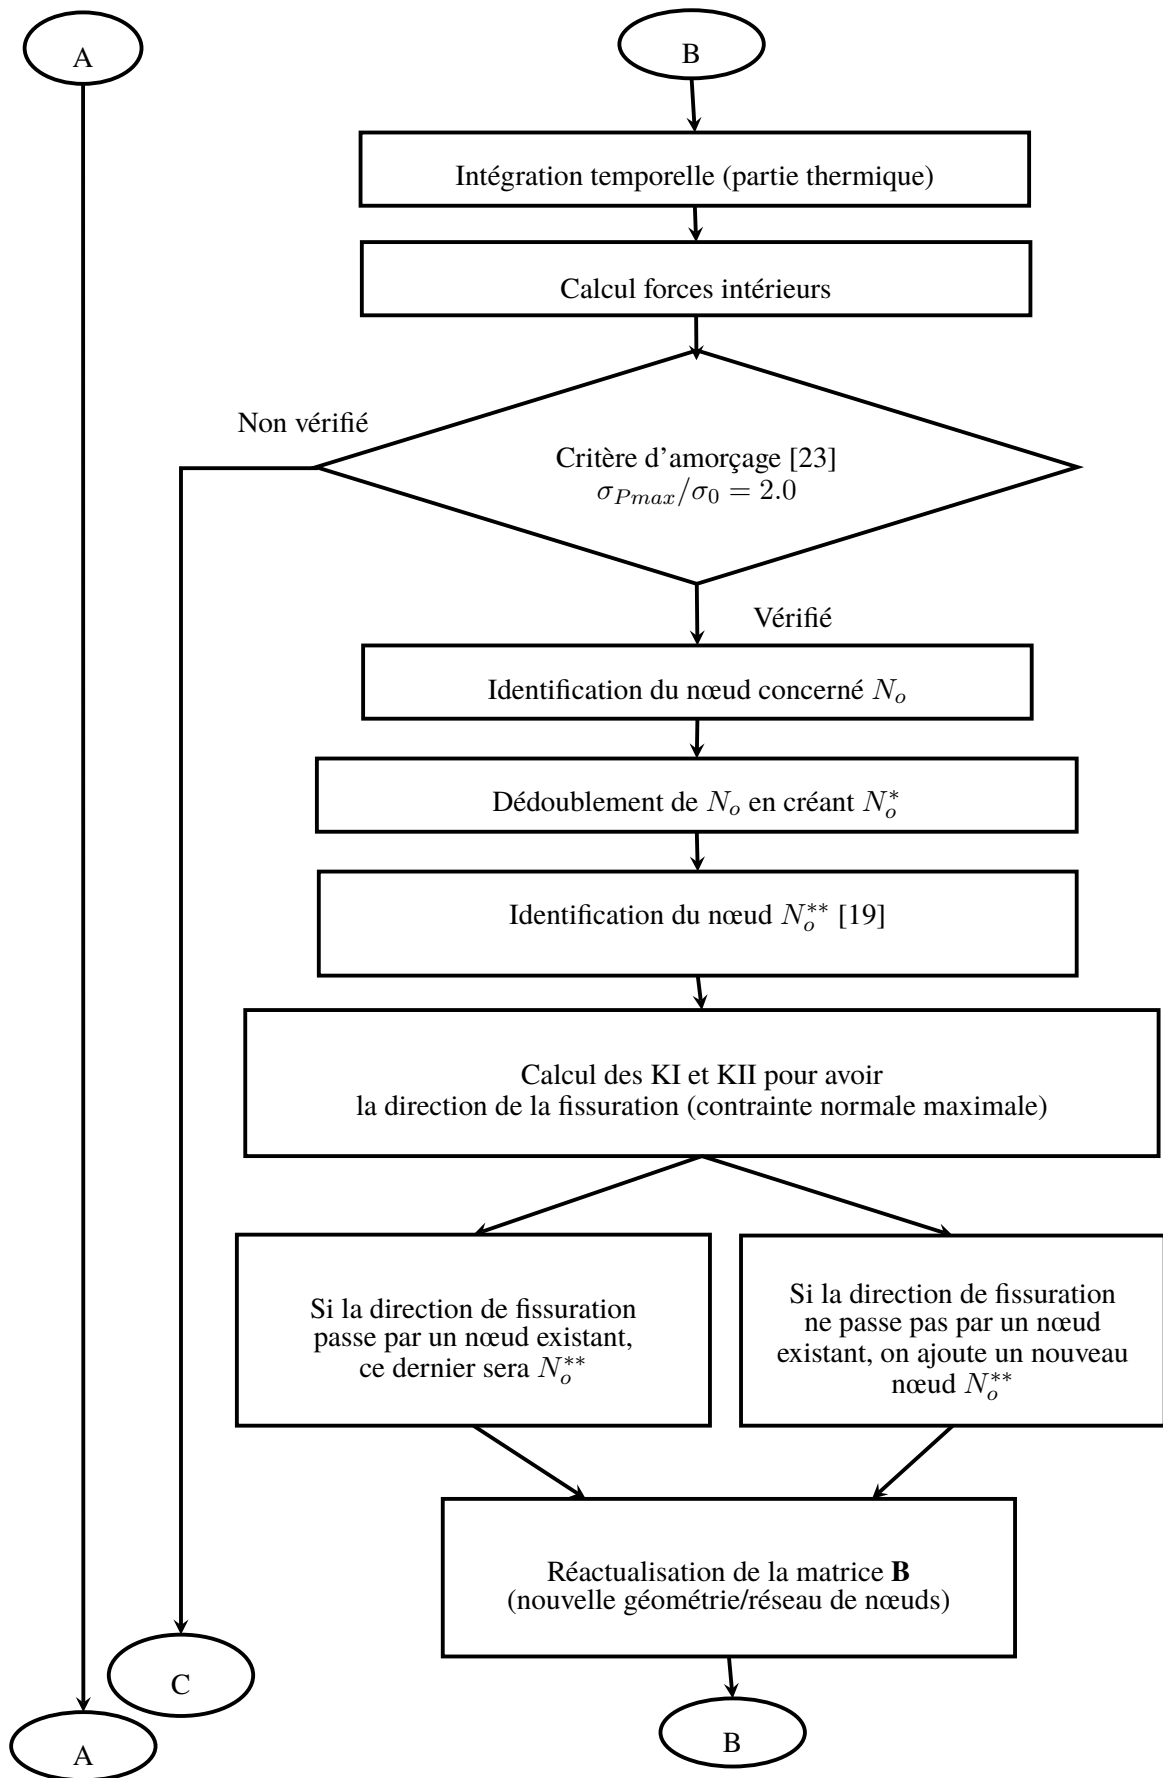 A
B
Intégration temporelle (partie thermique)
Calcul forces intérieurs
Non vérifié
Critère d'amorçage [23]
$\sigma_{Pmax}/\sigma_0 = 2.0$
Vérifié
Identification du nœud concerné $N_o$
Dédoublement de $N_o$ en créant $N_o^*$
Identification du nœud $N_o^{**}$ [19]
Calcul des KI et KII pour avoir
la direction de la fissuration (contrainte normale maximale)
Si la direction de fissuration
passe par un nœud existant,
ce dernier sera $N_o^{**}$
Si la direction de fissuration
ne passe pas par un nœud
existant, on ajoute un nouveau
nœud $N_o^{**}$
Réactualisation de la matrice B
(nouvelle géométrie/réseau de nœuds)
C
A
B